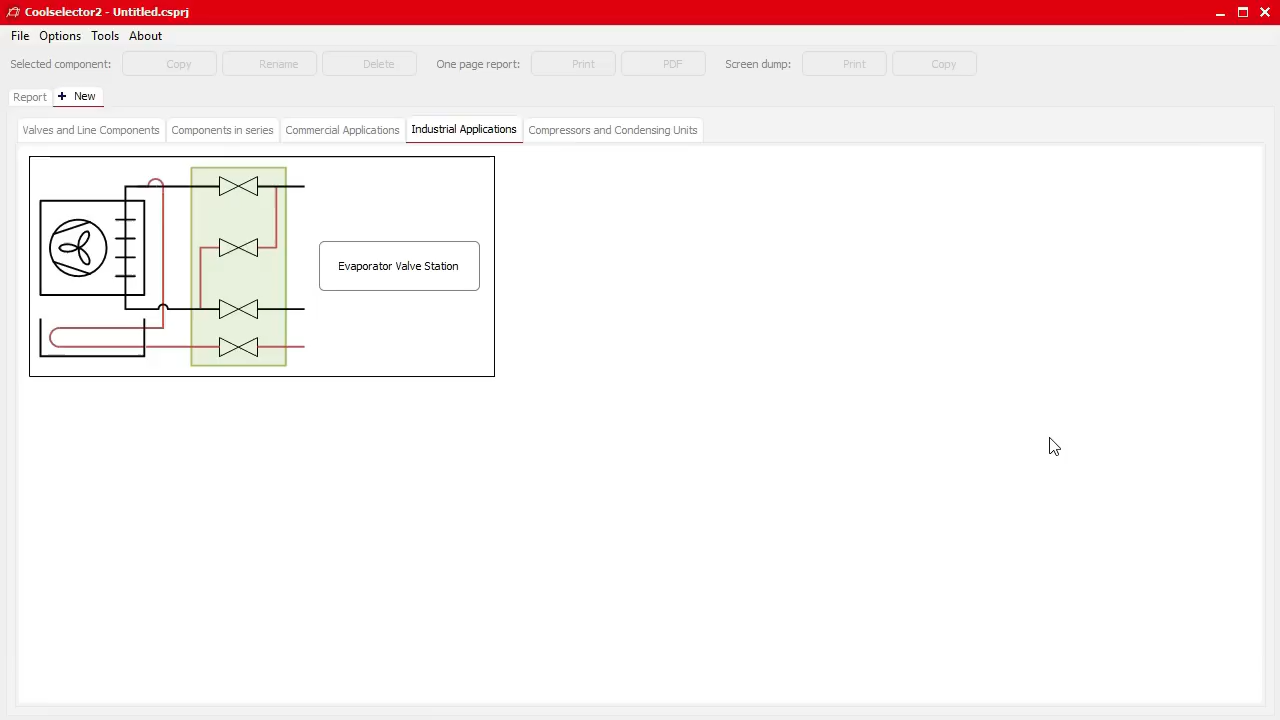 Coolselector2 - Untitled.csprj
File Options Tools About
Selected component: Copy Rename Delete One page report: Print PDF Screen dump: Print Copy
Report + New
Valves and Line Components Components in series Commercial Applications Industrial Applications Compressors and Condensing Units
Evaporator Valve Station